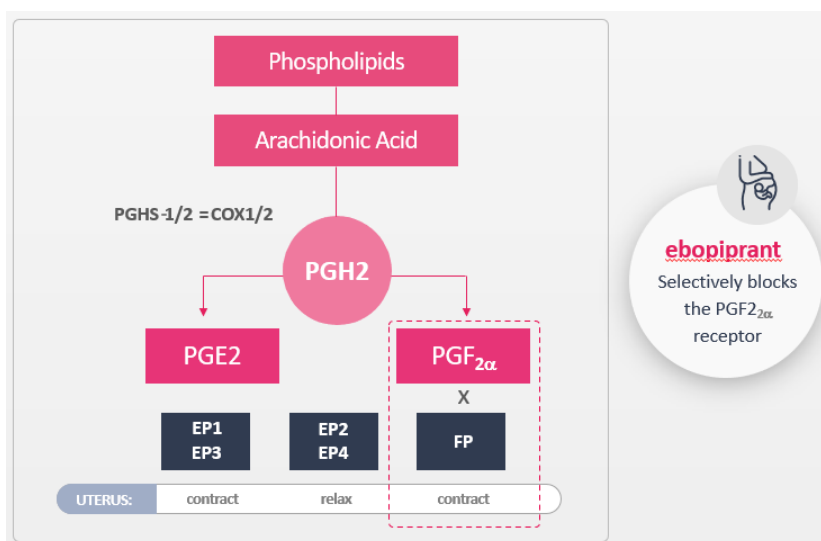 Phospholipids
Arachidonic Acid
PGHS-1/2 = COX1/2
PGH2
PGE2
PGF2α
X
EP1
EP3
EP2
EP4
FP
UTERUS:
contract
relax
contract
ebopiprant
Selectively blocks
the PGF22α
receptor